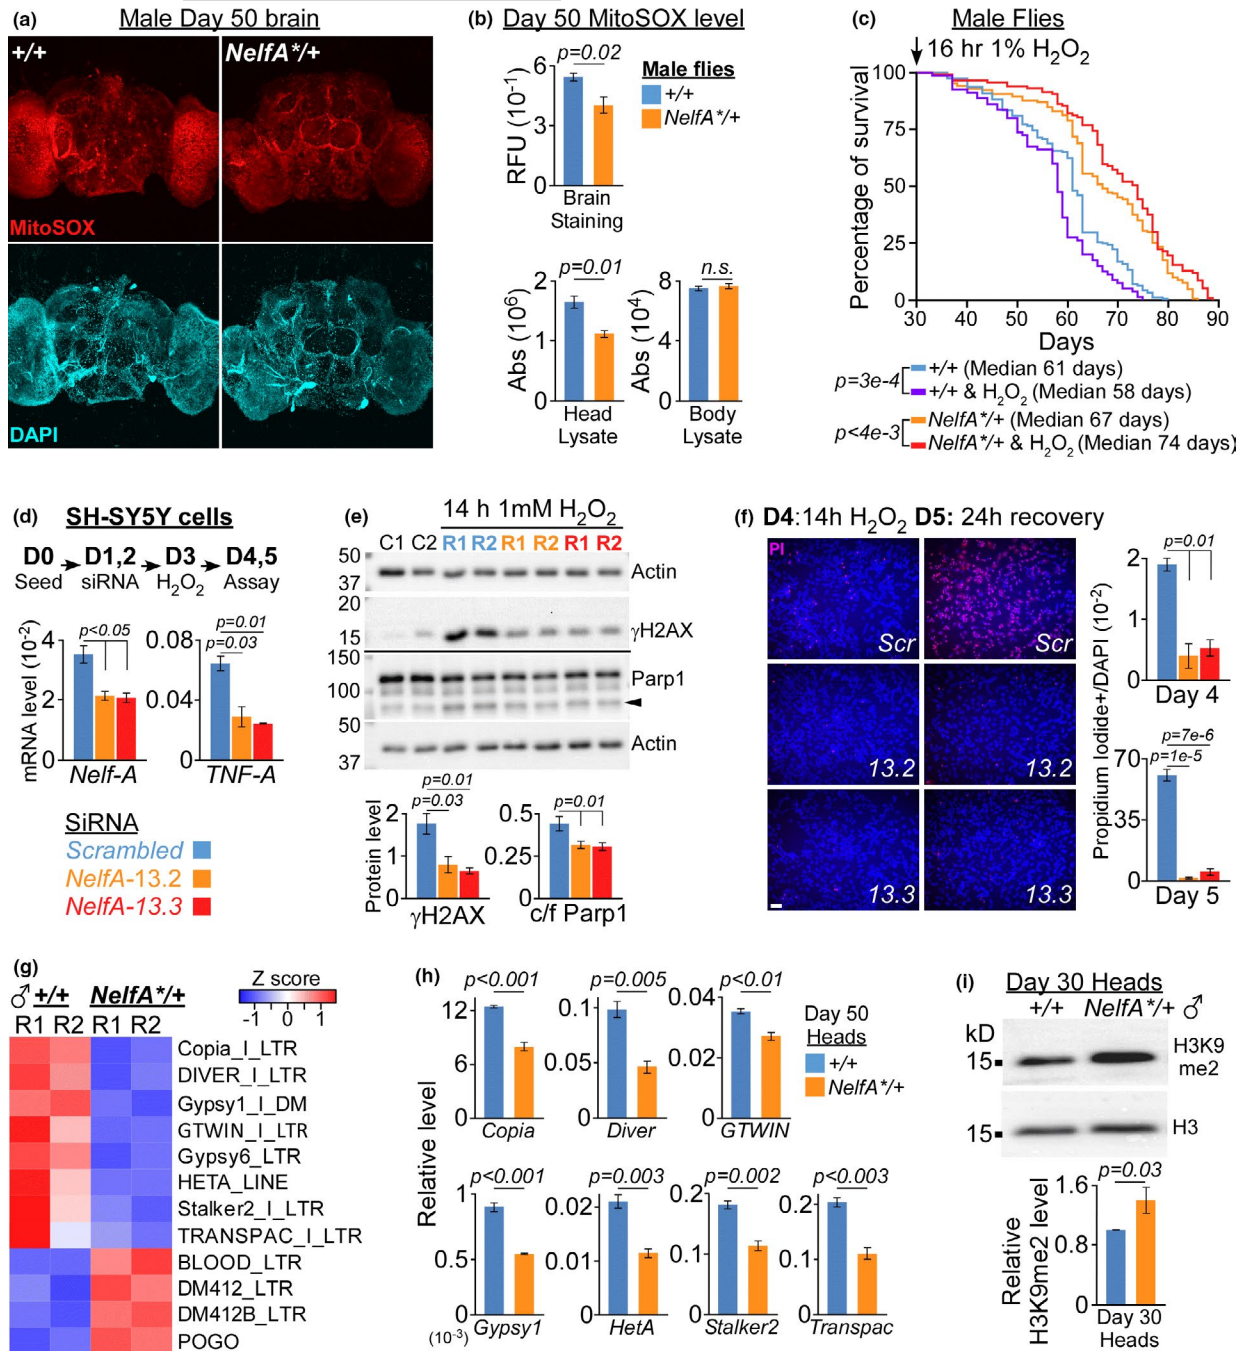 (a) Male Day 50 brain
+/+ NelfA*/+
MitoSOX
DAPI
(b) Day 50 MitoSOX level
p=0.02
RFU (10-1)
6
3
0
Brain
Staining
Male flies
+/+
NelfA*/+
p=0.01
Abs (10^6)
2
1
0
Head
Lysate
n.s.
Abs (10^4)
8
4
0
Body
Lysate
(c) Male Flies
16 hr 1% H2O2
Percentage of survival
100
75
50
25
0
30 40 50 60 70 80 90
Days
p=3e-4
+/+ (Median 61 days)
+/+ & H2O2 (Median 58 days)
p<4e-3
NelfA*/+ (Median 67 days)
NelfA*/+ & H2O2 (Median 74 days)
(d) SH-SY5Y cells
D0 D1,2 D3 D4,5
Seed siRNA H2O2 Assay
mRNA level (10-2)
p<0.05
4
2
0
Nelf-A
p=0.01
p=0.03
0.08
0.04
0
TNF-A
SiRNA
Scrambled
NelfA-13.2
NelfA-13.3
(e) 14 h 1mM H2O2
C1 C2 R1 R2 R1 R2 R1 R2
50
37
Actin
20
15
γH2AX
150
100
Parp1
50
37
Actin
Protein level
p=0.01
p=0.03
2
1
0
γH2AX
p=0.01
0.5
0.25
0
c/f Parp1
(f) D4:14h H2O2 D5: 24h recovery
PI
Scr Scr
13.2 13.2
13.3 13.3
Propidium Iodide+/DAPI (10-2)
p=0.01
2
1
0
Day 4
p=7e-6
p=1e-5
70
35
0
Day 5
(g)
♂ +/+ NelfA*/+
R1 R2 R1 R2
Z score
-1 0 1
Copia_I_LTR
DIVER_I_LTR
Gypsy1_I_DM
GTWIN_I_LTR
Gypsy6_LTR
HETA_LINE
Stalker2_I_LTR
TRANSPAC_I_LTR
BLOOD_LTR
DM412_LTR
DM412B_LTR
POGO
(h)
Relative level
p<0.001
12
6
0
Copia
p=0.005
0.1
0.05
0
Diver
p<0.01
0.04
0.02
0
GTWIN
Day 50
Heads
+/+
NelfA*/+
p<0.001
1
0.5
0
(10-3)
Gypsy1
p=0.003
0.02
0.01
0
HetA
p=0.002
0.2
0.1
0
Stalker2
p<0.003
0.2
0.1
0
Transpac
(i) Day 30 Heads
+/+ NelfA*/+ ♂
kD
15
H3K9
me2
15
H3
Relative
H3K9me2 level
p=0.03
1.6
0.8
0
Day 30
Heads